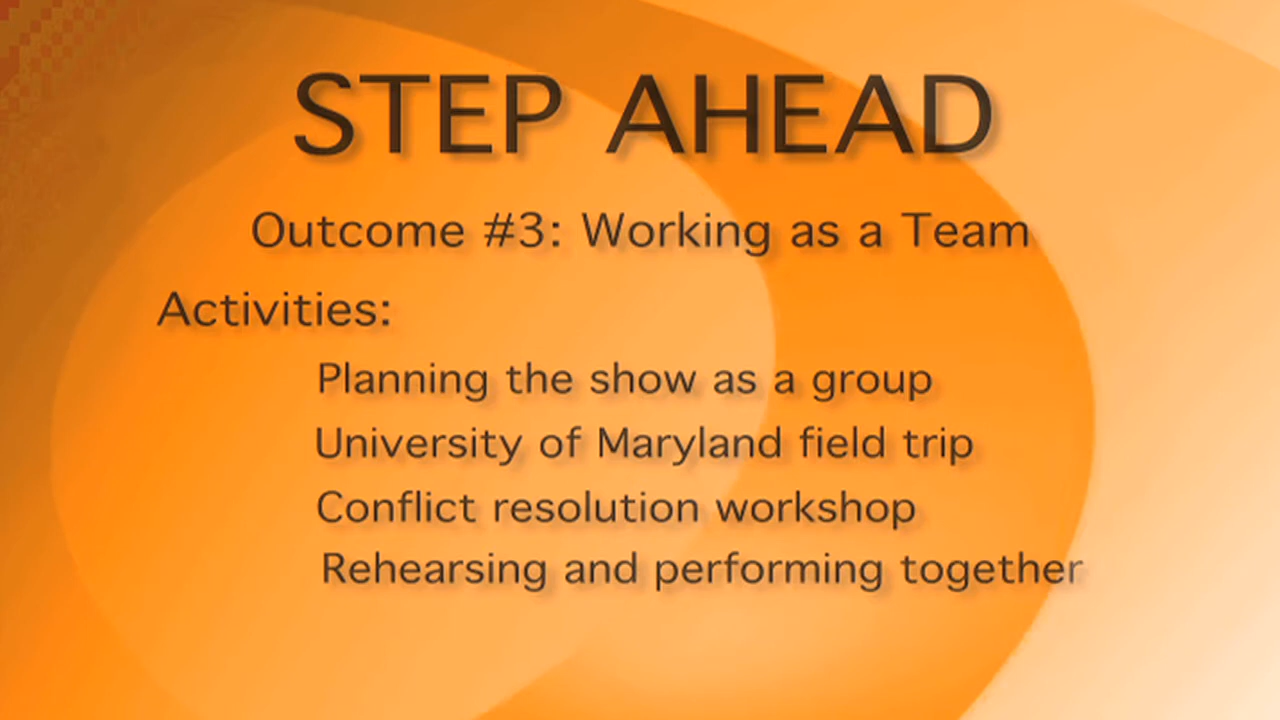 STEP AHEAD
Outcome #3: Working as a Team
Activities:
Planning the show as a group
University of Maryland field trip
Conflict resolution workshop
Rehearsing and performing together